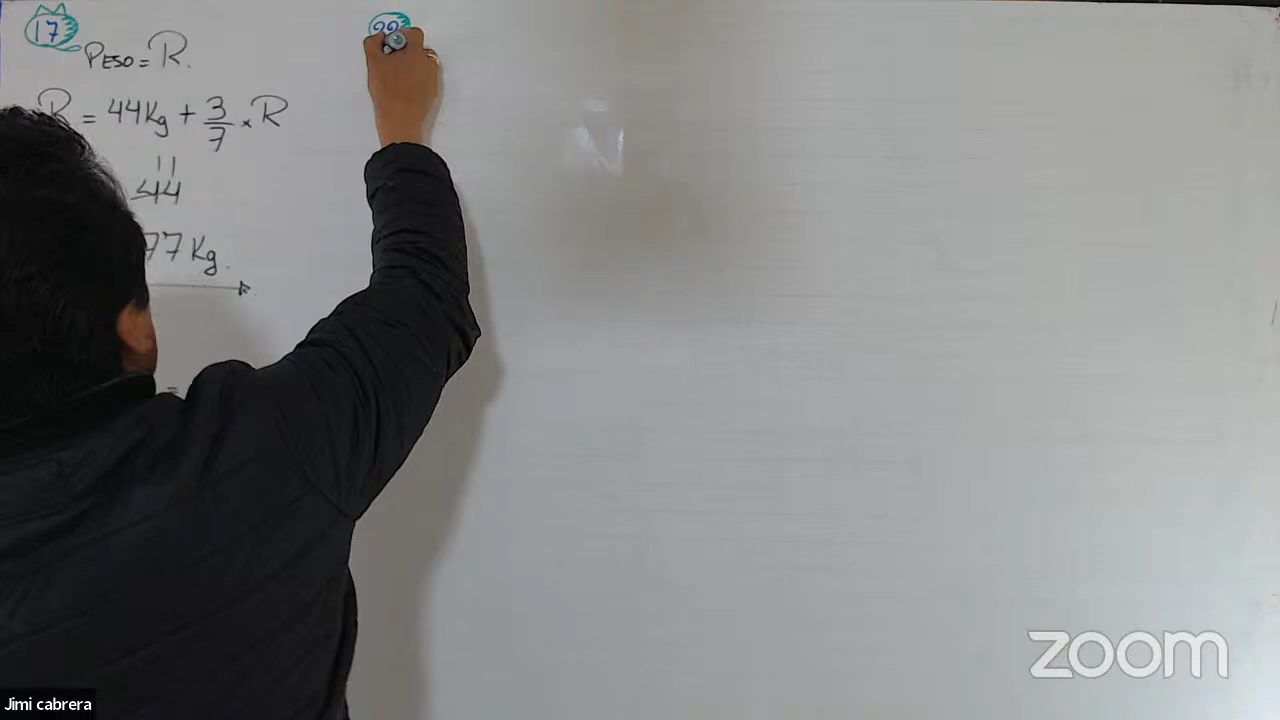 17
PESO = R.
R = 44Kg + 3/7 × R
11
44
77 Kg.
=
zoom
Jimi cabrera